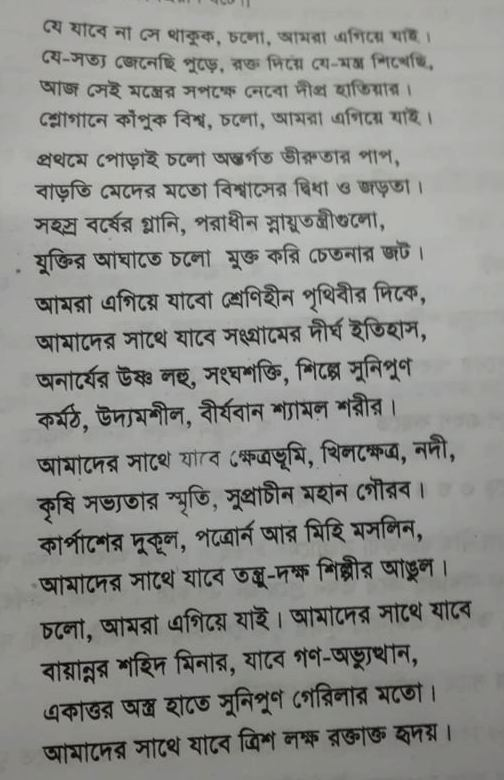 যে যাবে না সে থাকুক, চলো, আমরা এগিয়ে যাই।
যে-সত্য জেনেছি পুড়ে, রক্ত দিয়ে যে-মন্ত্র শিখেছি,
আজ সেই মন্ত্রের সপক্ষে নেবো দীপ্র হাতিয়ার।
শ্লোগানে কাঁপুক বিশ্ব, চলো, আমরা এগিয়ে যাই।
প্রথমে পোড়াই চলো অন্তর্গত ভীরুতার পাপ,
বাড়তি মেদের মতো বিশ্বাসের দ্বিধা ও জড়তা।
সহস্র বর্ষের গ্লানি, পরাধীন স্নায়ুতন্ত্রীগুলো,
যুক্তির আঘাতে চলো মুক্ত করি চেতনার জট।
আমরা এগিয়ে যাবো শ্রেণিহীন পৃথিবীর দিকে,
আমাদের সাথে যাবে সংগ্রামের দীর্ঘ ইতিহাস,
অনার্যের উষ্ণ লহু, সংঘশক্তি, শিল্পে সুনিপুণ
কর্মঠ, উদ্যমশীল, বীর্যবান শ্যামল শরীর।
আমাদের সাথে যাবে ক্ষেত্রভূমি, খিলক্ষেত্র, নদী,
কৃষি সভ্যতার স্মৃতি, সুপ্রাচীন মহান গৌরব।
কার্পাশের দুকূল, পত্রোর্ন আর মিহি মসলিন,
আমাদের সাথে যাবে তন্তু-দক্ষ শিল্পীর আঙুল।
চলো, আমরা এগিয়ে যাই। আমাদের সাথে যাবে
বায়ান্নর শহিদ মিনার, যাবে গণ-অভ্যুত্থান,
একাত্তর অস্ত্র হাতে সুনিপুণ গেরিলার মতো।
আমাদের সাথে যাবে ত্রিশ লক্ষ রক্তাক্ত হৃদয়।